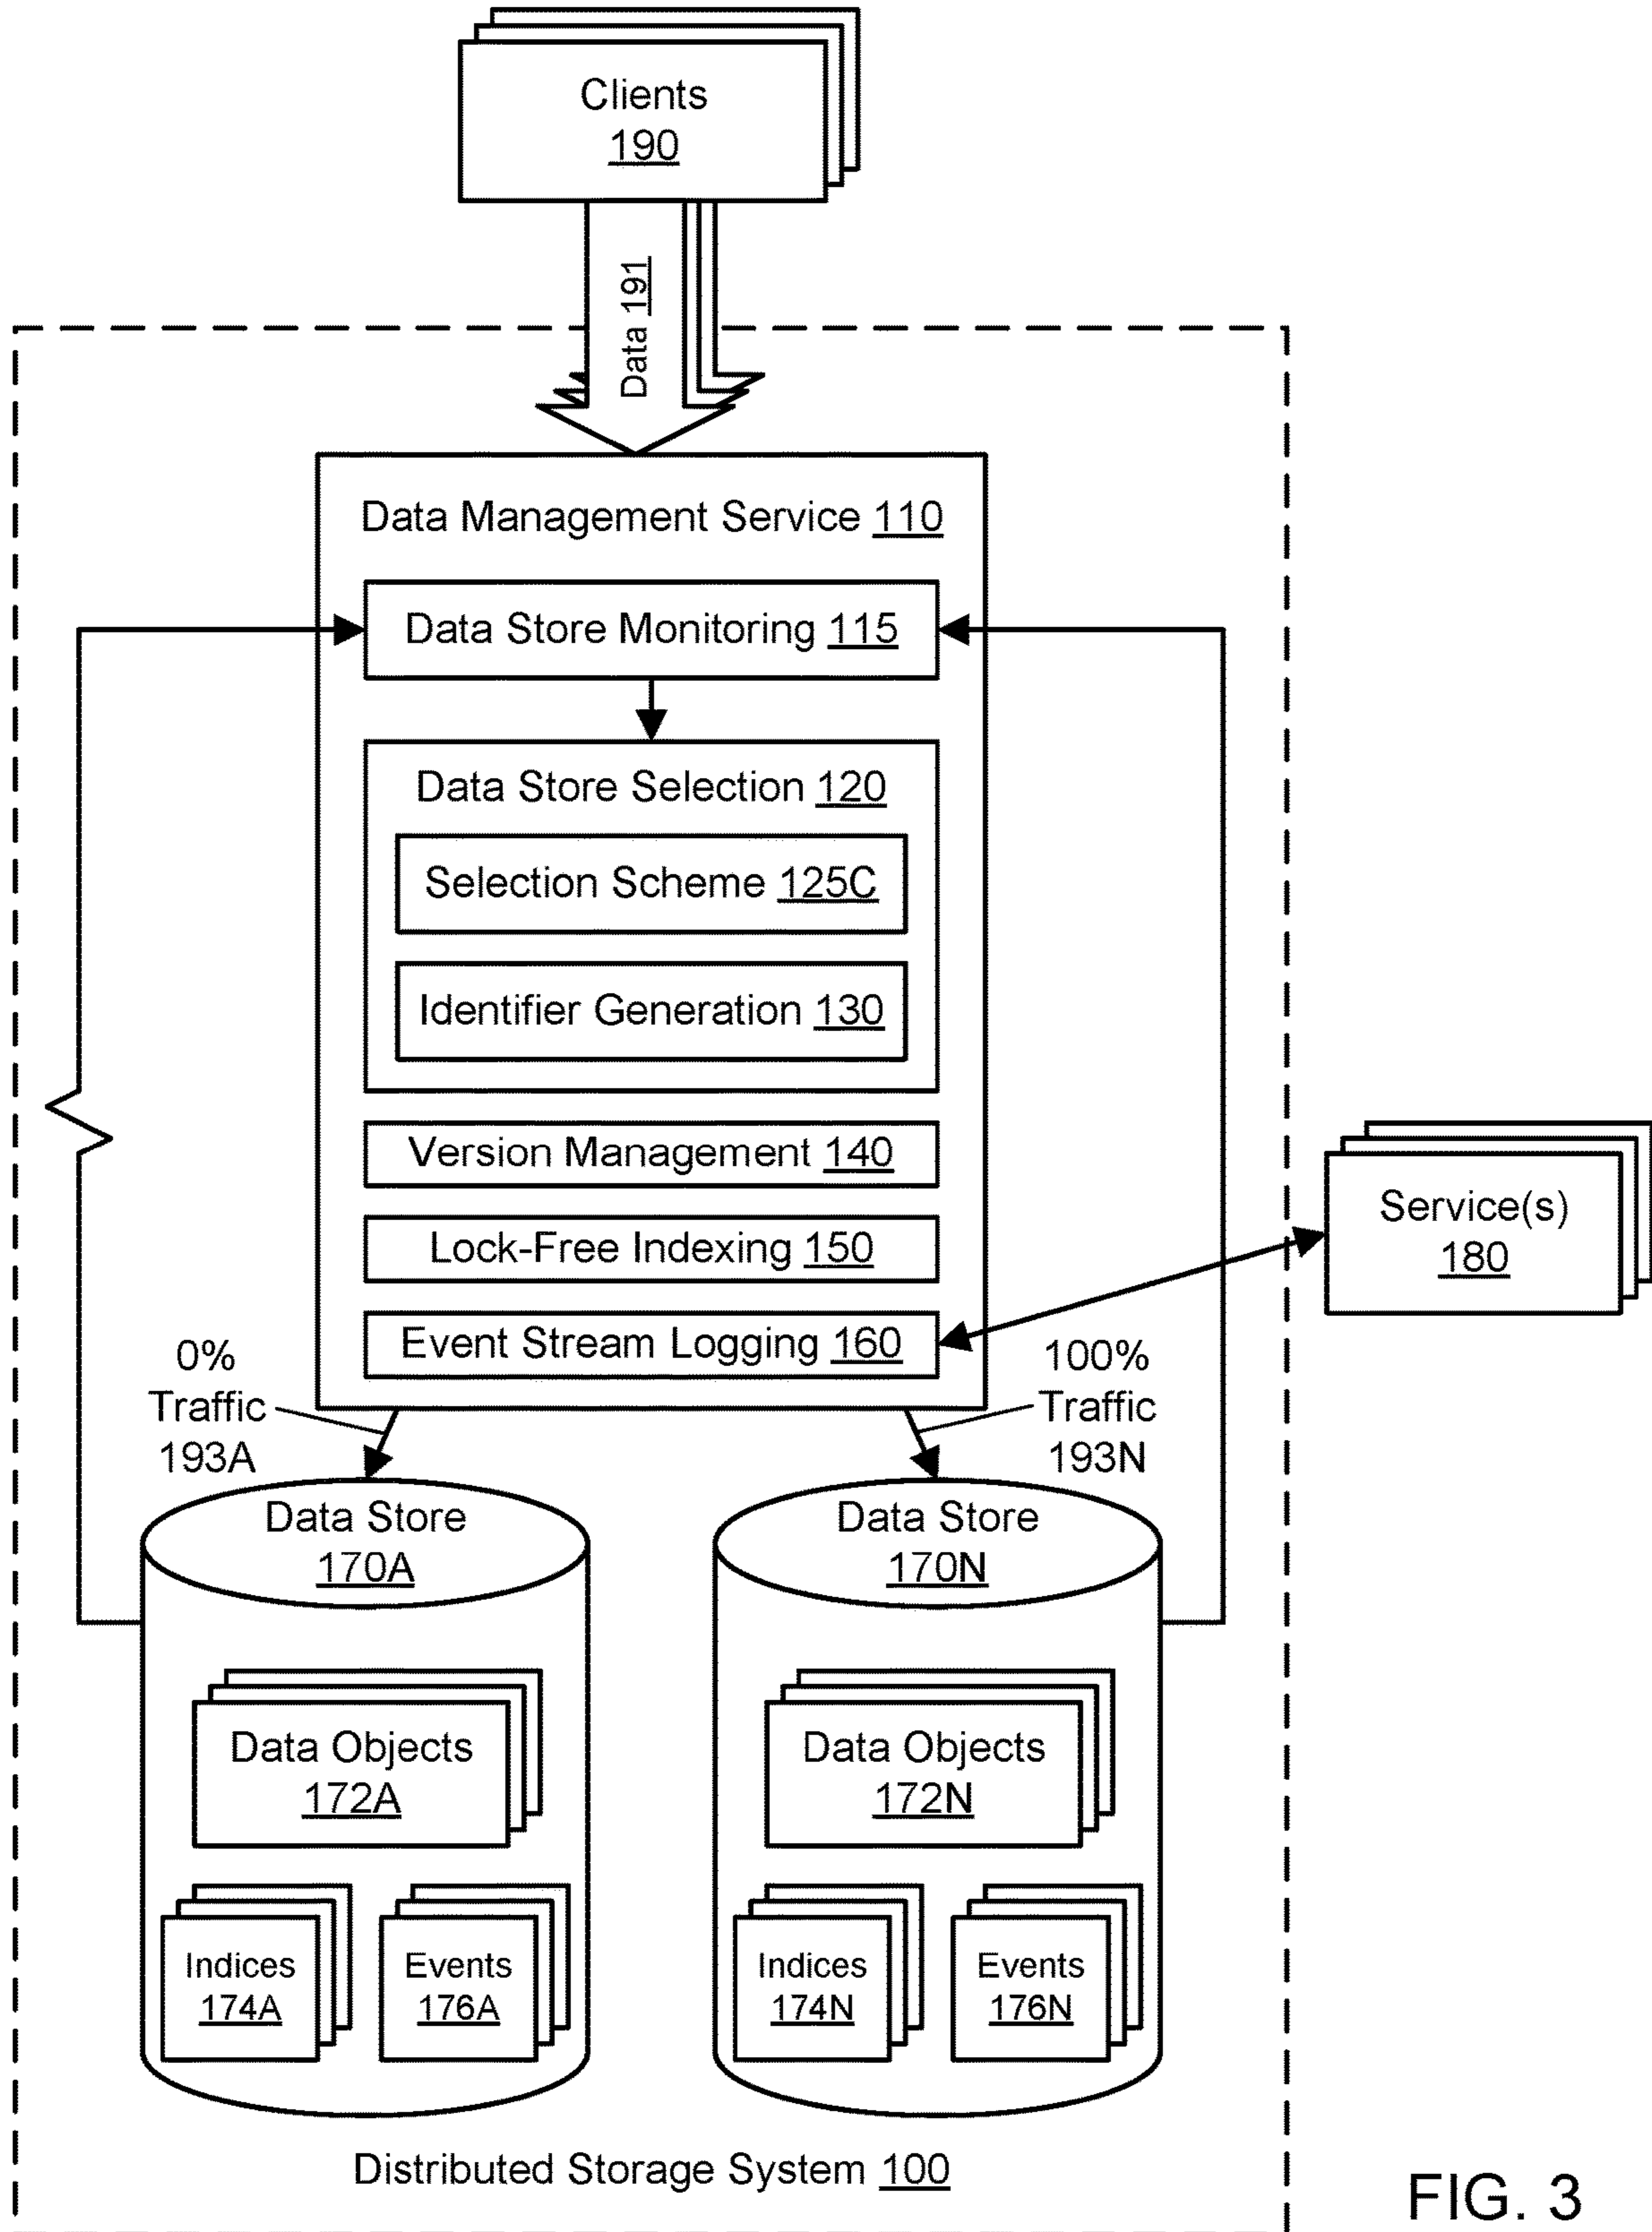 Clients
190
Data 191
Data Management Service 110
Data Store Monitoring 115
Data Store Selection 120
Selection Scheme 125C
Identifier Generation 130
Version Management 140
Lock-Free Indexing 150
Event Stream Logging 160
Service(s)
180
0%
Traffic
193A
100%
Traffic
193N
Data Store
170A
Data Store
170N
Data Objects
172A
Data Objects
172N
Indices
174A
Events
176A
Indices
174N
Events
176N
Distributed Storage System 100
FIG. 3